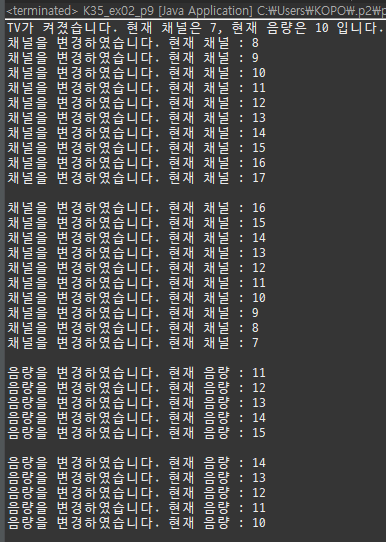 <terminated> K35_ex02_p9 [Java Application] C:₩Users₩KOPO₩.p2₩p
TV가 켜졌습니다. 현재 채널은 7, 현재 음량은 10 입니다.
채널을 변경하였습니다. 현재 채널 : 8
채널을 변경하였습니다. 현재 채널 : 9
채널을 변경하였습니다. 현재 채널 : 10
채널을 변경하였습니다. 현재 채널 : 11
채널을 변경하였습니다. 현재 채널 : 12
채널을 변경하였습니다. 현재 채널 : 13
채널을 변경하였습니다. 현재 채널 : 14
채널을 변경하였습니다. 현재 채널 : 15
채널을 변경하였습니다. 현재 채널 : 16
채널을 변경하였습니다. 현재 채널 : 17
채널을 변경하였습니다. 현재 채널 : 16
채널을 변경하였습니다. 현재 채널 : 15
채널을 변경하였습니다. 현재 채널 : 14
채널을 변경하였습니다. 현재 채널 : 13
채널을 변경하였습니다. 현재 채널 : 12
채널을 변경하였습니다. 현재 채널 : 11
채널을 변경하였습니다. 현재 채널 : 10
채널을 변경하였습니다. 현재 채널 : 9
채널을 변경하였습니다. 현재 채널 : 8
채널을 변경하였습니다. 현재 채널 : 7
음량을 변경하였습니다. 현재 음량 : 11
음량을 변경하였습니다. 현재 음량 : 12
음량을 변경하였습니다. 현재 음량 : 13
음량을 변경하였습니다. 현재 음량 : 14
음량을 변경하였습니다. 현재 음량 : 15
음량을 변경하였습니다. 현재 음량 : 14
음량을 변경하였습니다. 현재 음량 : 13
음량을 변경하였습니다. 현재 음량 : 12
음량을 변경하였습니다. 현재 음량 : 11
음량을 변경하였습니다. 현재 음량 : 10